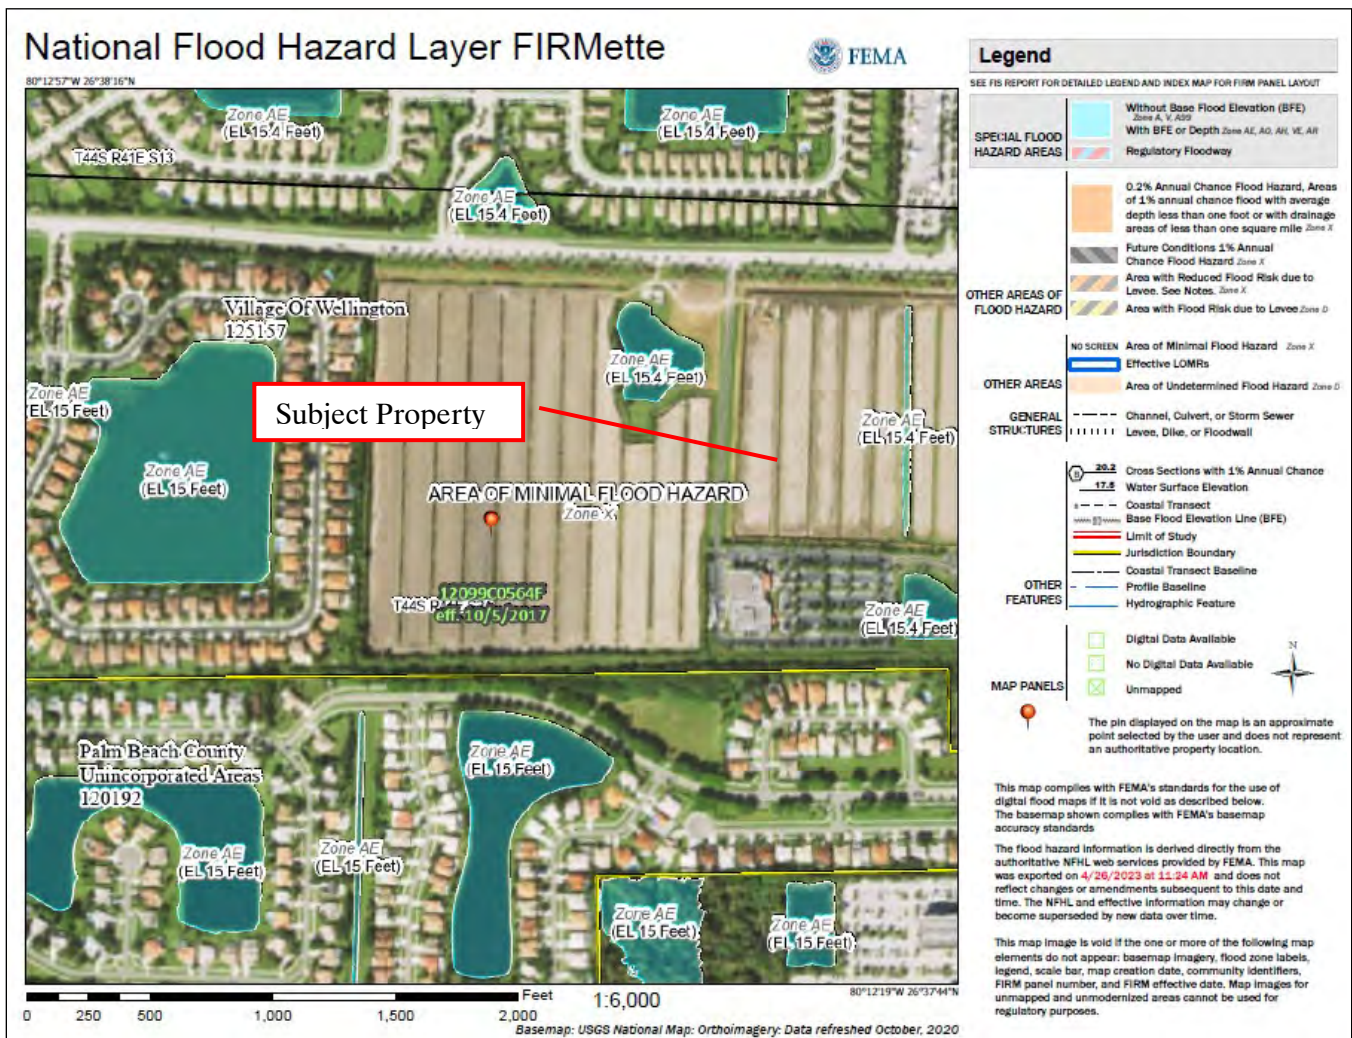 National Flood Hazard Layer FIRMette
FEMA
80°12'57"W 26°38'16"N
Zone AE
(EL 15.4 Feet)
Zone AE
(EL 15.4 Feet)
T44S R41E S13
Zone AE
(EL 15.4 Feet)
Village Of Wellington
125157
Zone AE
(EL 15.4 Feet)
Zone AE
(EL 15 Feet)
Subject Property
Zone AE
(EL 15.4 Feet)
Zone AE
(EL 15 Feet)
AREA OF MINIMAL FLOOD HAZARD
Zone X
12099C0564F
eff. 10/5/2017
T44S
Zone AE
(EL 15.4 Feet)
Palm Beach County
Unincorporated Areas
120192
Zone AE
(EL 15 Feet)
Zone AE
(EL 15 Feet)
Zone AE
(EL 15 Feet)
Zone AE
(EL 15 Feet)
Zone AE
(EL 15 Feet)
80°12'19"W 26°37'44"N
0 250 500 1,000 1,500 2,000 Feet
1:6,000
Basemap: USGS National Map: Orthoimagery: Data refreshed October, 2020
Legend
SEE FIS REPORT FOR DETAILED LEGEND AND INDEX MAP FOR FIRM PANEL LAYOUT
SPECIAL FLOOD
HAZARD AREAS
Without Base Flood Elevation (BFE)
Zone A, V, A99
With BFE or Depth Zone AE, AO, AH, VE, AR
Regulatory Floodway
OTHER AREAS OF
FLOOD HAZARD
0.2% Annual Chance Flood Hazard, Areas
of 1% annual chance flood with average
depth less than one foot or with drainage
areas of less than one square mile Zone X
Future Conditions 1% Annual
Chance Flood Hazard Zone X
Area with Reduced Flood Risk due to
Levee. See Notes. Zone X
Area with Flood Risk due to Levee Zone D
OTHER AREAS
NO SCREEN Area of Minimal Flood Hazard Zone X
Effective LOMRs
Area of Undetermined Flood Hazard Zone D
GENERAL
STRUCTURES
Channel, Culvert, or Storm Sewer
Levee, Dike, or Floodwall
OTHER
FEATURES
B 20.2 Cross Sections with 1% Annual Chance
17.5 Water Surface Elevation
8 Coastal Transect
513 Base Flood Elevation Line (BFE)
Limit of Study
Jurisdiction Boundary
Coastal Transect Baseline
Profile Baseline
Hydrographic Feature
MAP PANELS
Digital Data Available
No Digital Data Available
Unmapped
N
The pin displayed on the map is an approximate
point selected by the user and does not represent
an authoritative property location.
This map complies with FEMA's standards for the use of
digital flood maps if it is not void as described below.
The basemap shown complies with FEMA's basemap
accuracy standards
The flood hazard information is derived directly from the
authoritative NFHL web services provided by FEMA. This map
was exported on 4/26/2023 at 11:24 AM and does not
reflect changes or amendments subsequent to this date and
time. The NFHL and effective information may change or
become superseded by new data over time.
This map image is void if the one or more of the following map
elements do not appear: basemap imagery, flood zone labels,
legend, scale bar, map creation date, community identifiers,
FIRM panel number, and FIRM effective date. Map images for
unmapped and unmodernized areas cannot be used for
regulatory purposes.